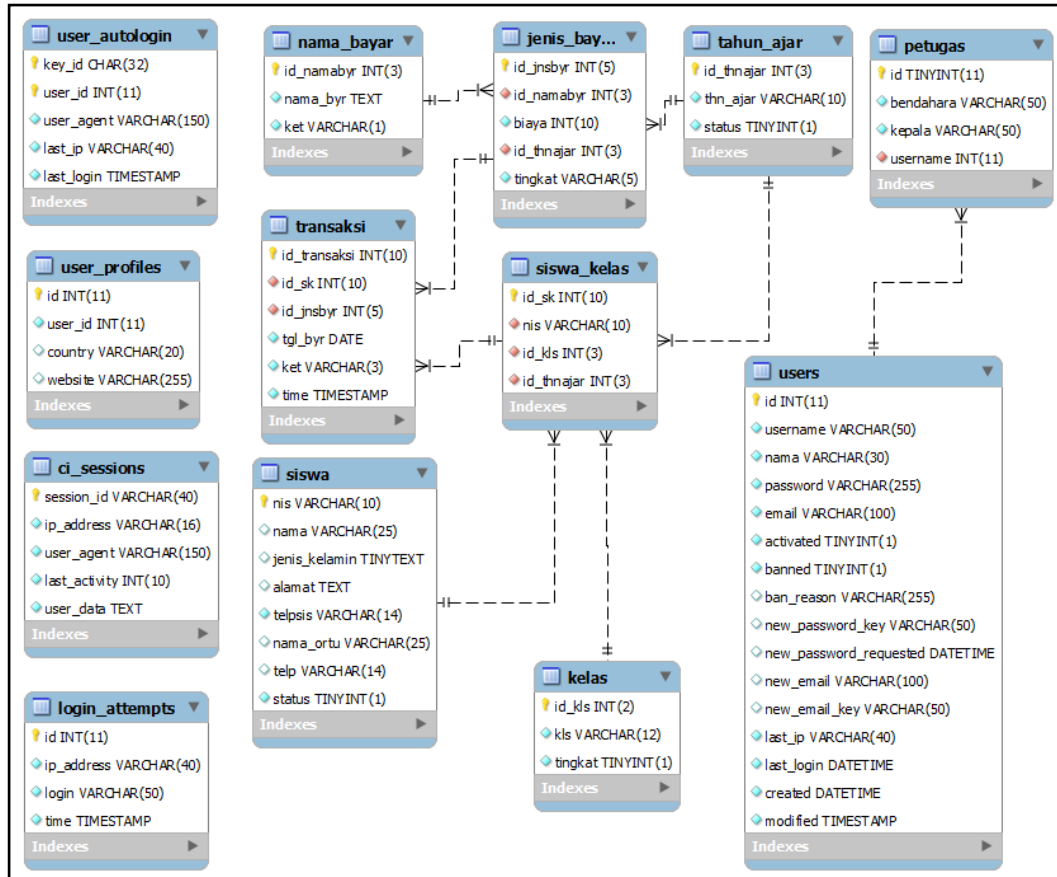 user_autologin
key_id CHAR(32)
user_id INT(11)
user_agent VARCHAR(150)
last_ip VARCHAR(40)
last_login TIMESTAMP
Indexes
nama_bayar
id_namabyr INT(3)
nama_byr TEXT
ket VARCHAR(1)
Indexes
jenis_bay...
id_jnsbyr INT(5)
id_namabyr INT(3)
biaya INT(10)
id_thnajar INT(3)
tingkat VARCHAR(5)
Indexes
tahun_ajar
id_thnajar INT(3)
thn_ajar VARCHAR(10)
status TINYINT(1)
Indexes
petugas
id TINYINT(11)
bendahara VARCHAR(50)
kepala VARCHAR(50)
username INT(11)
Indexes
user_profiles
id INT(11)
user_id INT(11)
country VARCHAR(20)
website VARCHAR(255)
Indexes
transaksi
id_transaksi INT(10)
id_sk INT(10)
id_jnsbyr INT(5)
tgl_byr DATE
ket VARCHAR(3)
time TIMESTAMP
Indexes
siswa_kelas
id_sk INT(10)
nis VARCHAR(10)
id_kls INT(3)
id_thnajar INT(3)
Indexes
users
id INT(11)
username VARCHAR(50)
nama VARCHAR(30)
password VARCHAR(255)
email VARCHAR(100)
activated TINYINT(1)
banned TINYINT(1)
ban_reason VARCHAR(255)
new_password_key VARCHAR(50)
new_password_requested DATETIME
new_email VARCHAR(100)
new_email_key VARCHAR(50)
last_ip VARCHAR(40)
last_login DATETIME
created DATETIME
modified TIMESTAMP
Indexes
ci_sessions
session_id VARCHAR(40)
ip_address VARCHAR(16)
user_agent VARCHAR(150)
last_activity INT(10)
user_data TEXT
Indexes
siswa
nis VARCHAR(10)
nama VARCHAR(25)
jenis_kelamin TINYTEXT
alamat TEXT
telpsis VARCHAR(14)
nama_ortu VARCHAR(25)
telp VARCHAR(14)
status TINYINT(1)
Indexes
kelas
id_kls INT(2)
kls VARCHAR(12)
tingkat TINYINT(1)
Indexes
login_attempts
id INT(11)
ip_address VARCHAR(40)
login VARCHAR(50)
time TIMESTAMP
Indexes